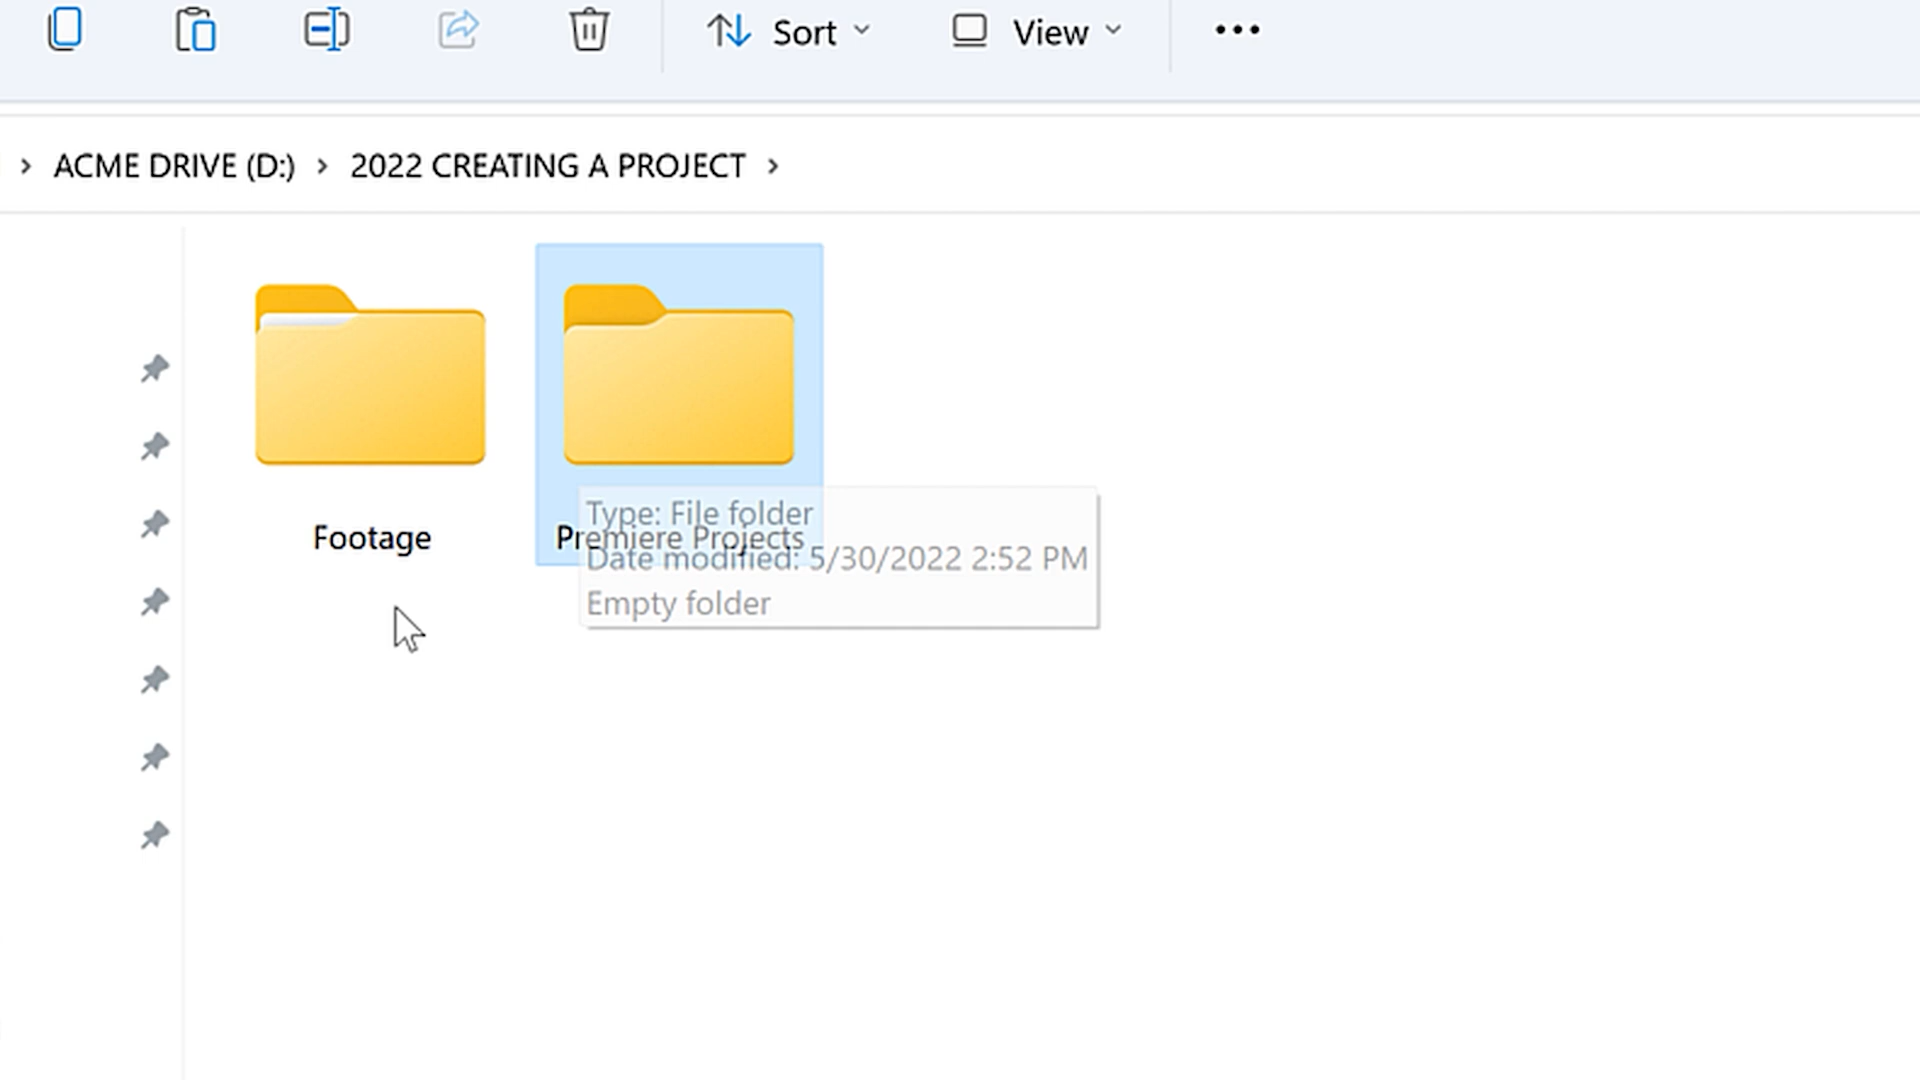 Sort
View
ACME DRIVE (D:)
2022 CREATING A PROJECT
Footage
Premiere Projects
Type: File folder
Date modified: 5/30/2022 2:52 PM
Empty folder